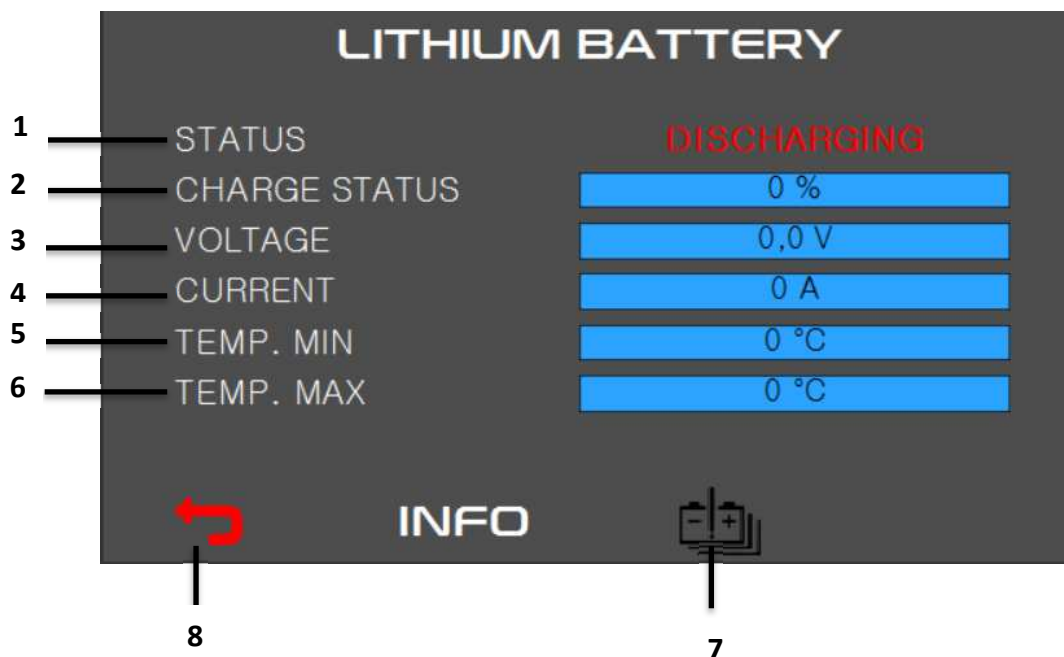 LITHIUM BATTERY
1 STATUS DISCHARGING
2 CHARGE STATUS 0 %
3 VOLTAGE 0,0 V
4 CURRENT 0 A
5 TEMP. MIN 0 °C
6 TEMP. MAX 0 °C
INFO - +
8 7